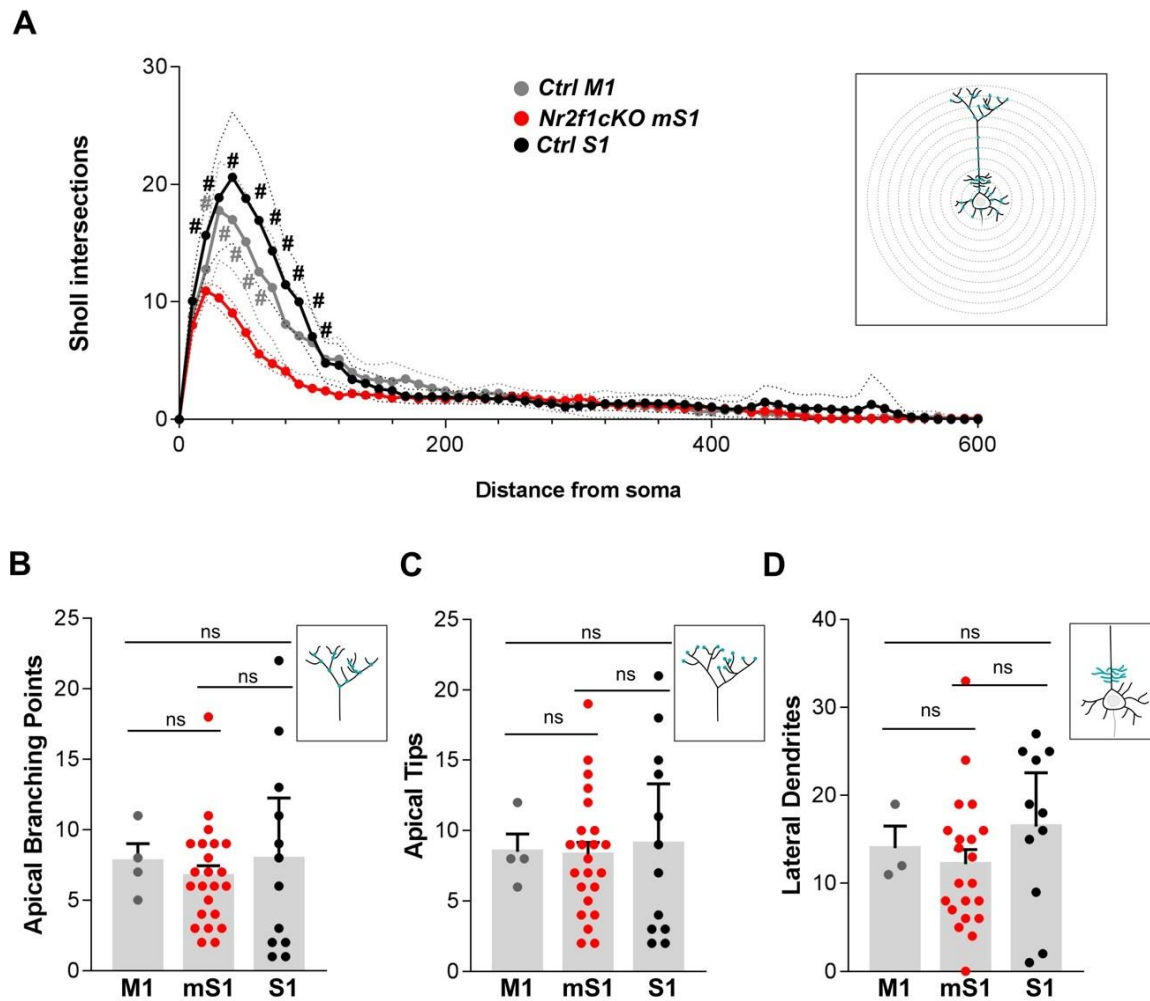 A
30
20
10
0
Sholl intersections
Ctrl M1
Nr2f1cKO mS1
Ctrl S1
# # # # # # # # # #
# # # # #
0 200 400 600
Distance from soma
B
25
20
15
10
5
0
Apical Branching Points
ns
ns
ns
M1 mS1 S1
C
25
20
15
10
5
0
Apical Tips
ns
ns
ns
M1 mS1 S1
D
40
30
20
10
0
Lateral Dendrites
ns
ns
ns
M1 mS1 S1